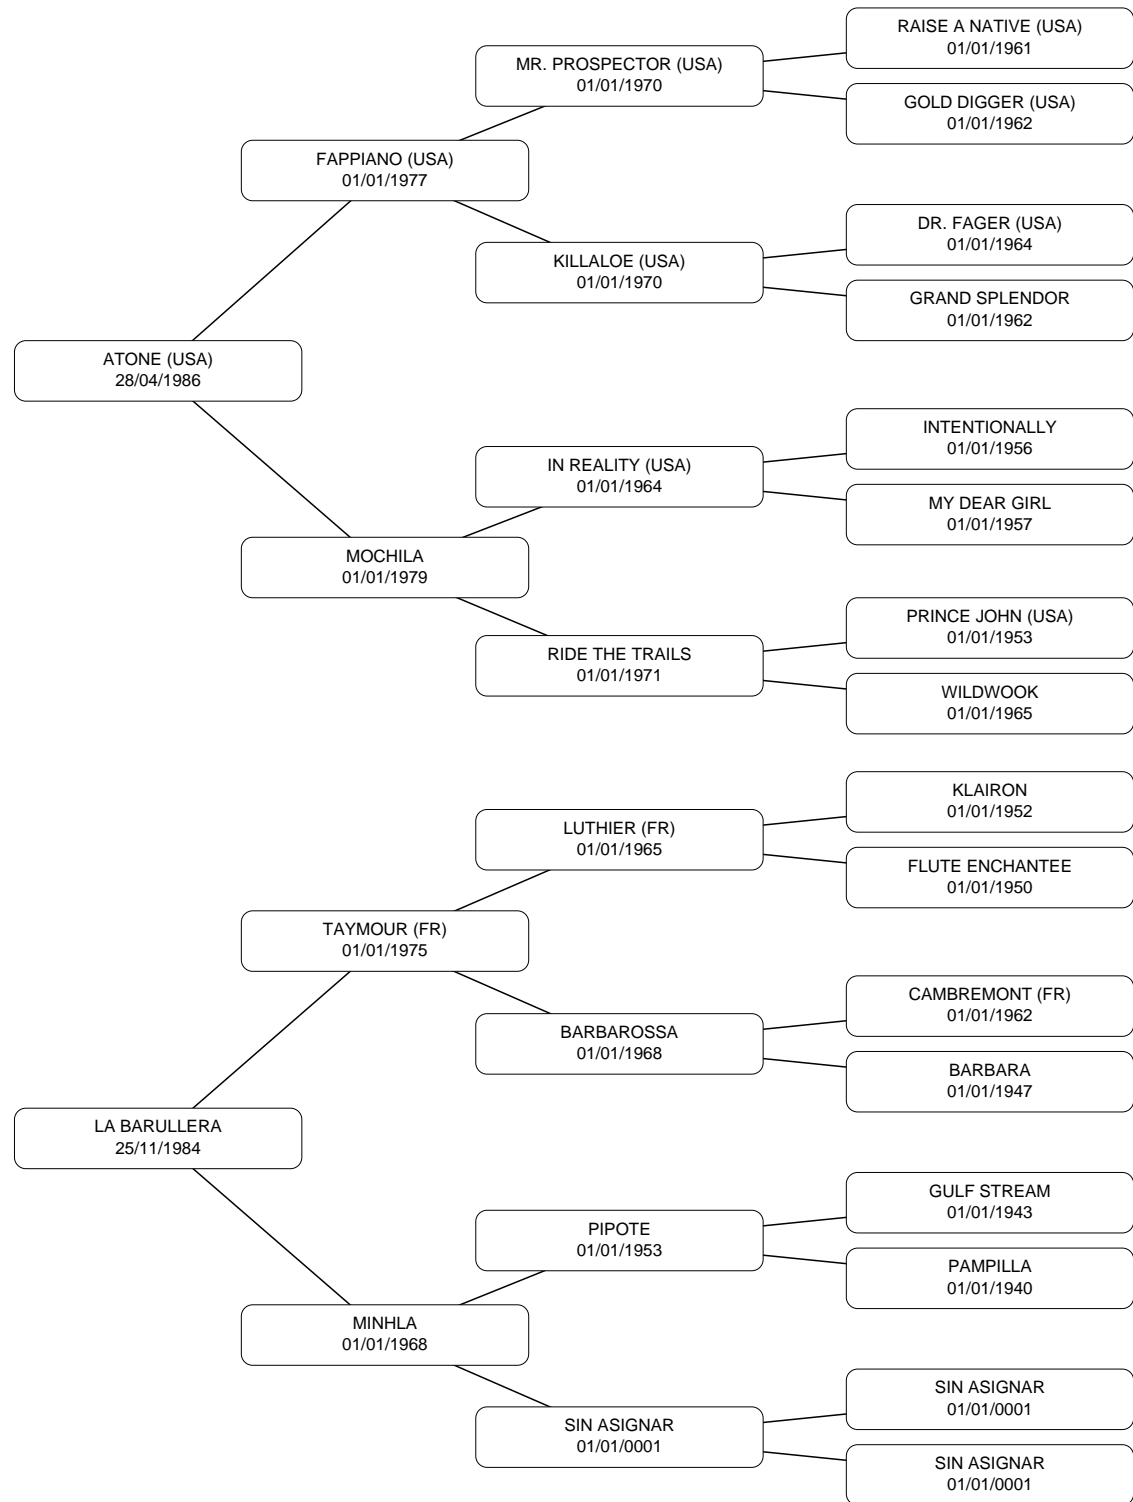 RAISE A NATIVE (USA)
01/01/1961
MR. PROSPECTOR (USA)
01/01/1970
GOLD DIGGER (USA)
01/01/1962
FAPPIANO (USA)
01/01/1977
DR. FAGER (USA)
01/01/1964
KILLALOE (USA)
01/01/1970
GRAND SPLENDOR
01/01/1962
ATONE (USA)
28/04/1986
INTENTIONALLY
01/01/1956
IN REALITY (USA)
01/01/1964
MY DEAR GIRL
01/01/1957
MOCHILA
01/01/1979
PRINCE JOHN (USA)
01/01/1953
RIDE THE TRAILS
01/01/1971
WILDWOOK
01/01/1965
KLAIRON
01/01/1952
LUTHIER (FR)
01/01/1965
FLUTE ENCHANTEE
01/01/1950
TAYMOUR (FR)
01/01/1975
CAMBREMONT (FR)
01/01/1962
BARBAROSSA
01/01/1968
BARBARA
01/01/1947
LA BARULLERA
25/11/1984
GULF STREAM
01/01/1943
PIPOTE
01/01/1953
PAMPILLA
01/01/1940
MINHLA
01/01/1968
SIN ASIGNAR
01/01/0001
SIN ASIGNAR
01/01/0001
SIN ASIGNAR
01/01/0001